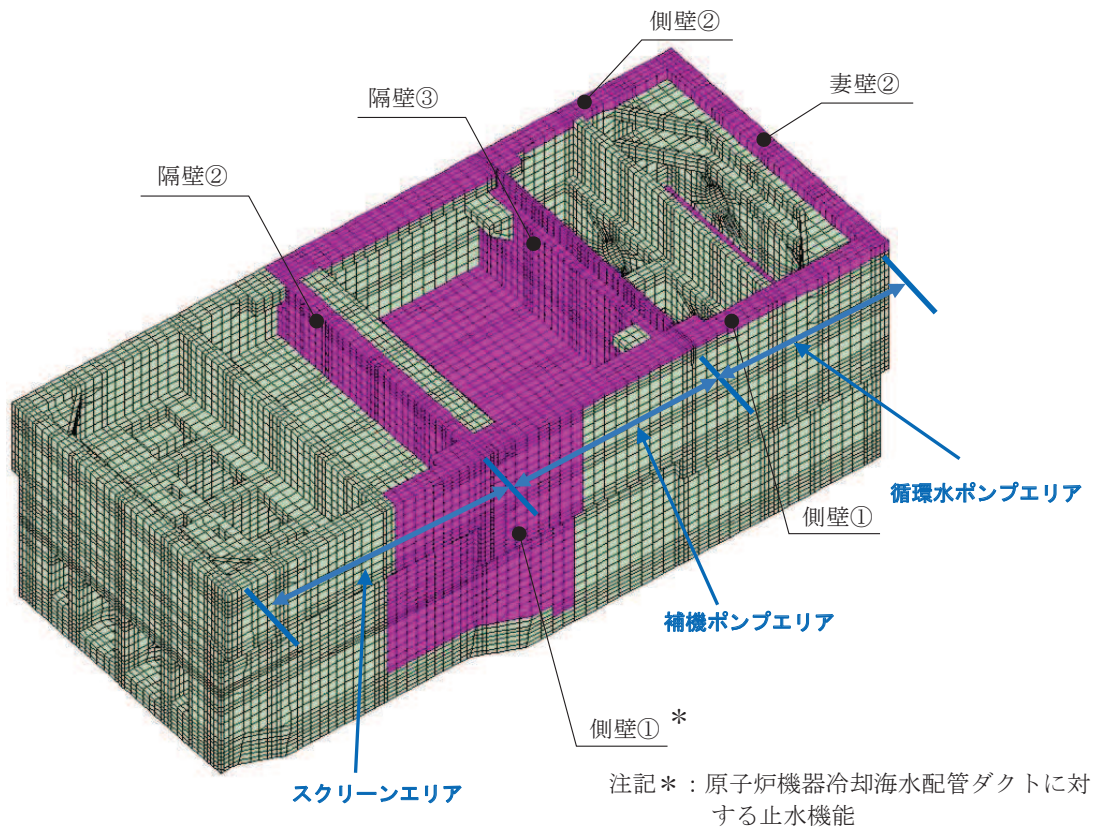 側壁②
妻壁②
隔壁③
隔壁②
循環水ポンプエリア
側壁①
補機ポンプエリア
側壁①＊
スクリーンエリア
注記＊：原子炉機器冷却海水配管ダクトに対
する止水機能